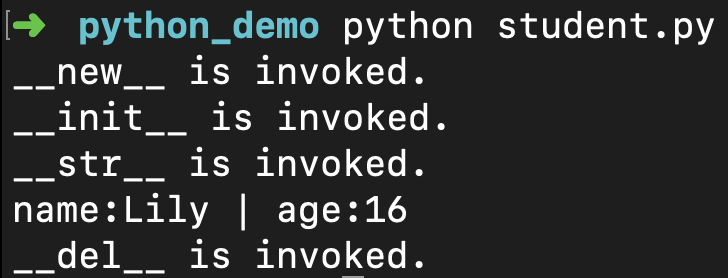 ➜ python_demo python student.py
__new__ is invoked.
__init__ is invoked.
__str__ is invoked.
name:Lily | age:16
__del__ is invoked.